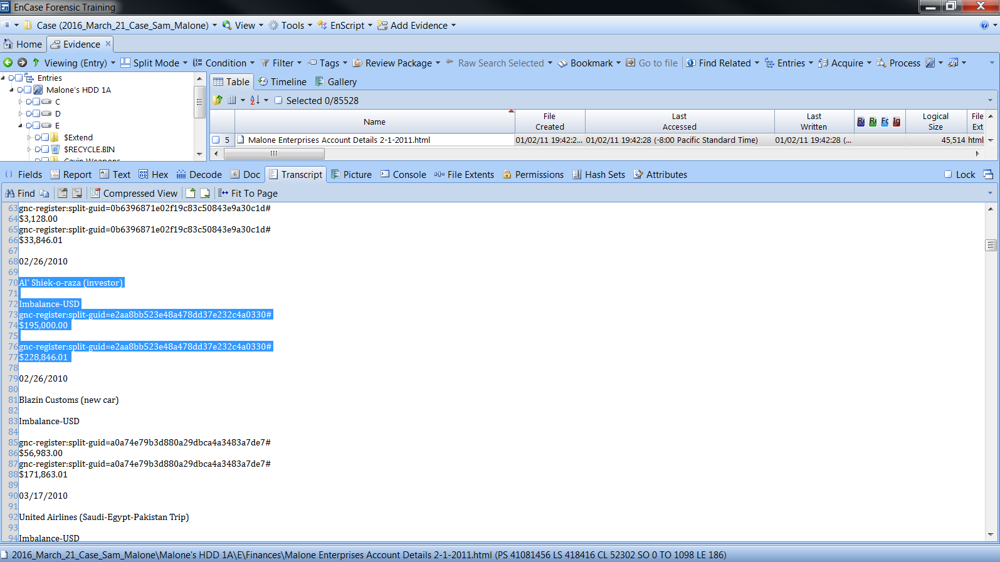 EnCase Forensic Training
Case (2016_March_21_Case_Sam_Malone) View Tools EnScript Add Evidence
Home Evidence
Viewing (Entry) Split Mode Condition Filter Tags Review Package Raw Search Selected Bookmark Go to file Find Related Entries Acquire Process
Entries
Malone's HDD 1A
C
D
E
$Extend
$RECYCLE.BIN
Gavin Weapons
Table Timeline Gallery
Selected 0/85528
Name File Created Last Accessed Last Written Re Re Fo Ig Logical Size File Ext
5 Malone Enterprises Account Details 2-1-2011.html 01/02/11 19:42:2... 01/02/11 19:42:28 (-8:00 Pacific Standard Time) 01/02/11 19:42:28 (... 45,514 html
Fields Report Text Hex Decode Doc Transcript Picture Console File Extents Permissions Hash Sets Attributes Lock
Find Compressed View Fit To Page
63 gnc-register:split-guid=0b6396871e02f19c83c50843e9a30c1d#
64 $3,128.00
65 gnc-register:split-guid=0b6396871e02f19c83c50843e9a30c1d#
66 $33,846.01
67
68 02/26/2010
69
70 Al' Shiek-o-raza (investor)
71
72 Imbalance-USD
73 gnc-register:split-guid=e2aa8bb523e48a478dd37e232c4a0330#
74 $195,000.00
75
76 gnc-register:split-guid=e2aa8bb523e48a478dd37e232c4a0330#
77 $228,846.01
78
79 02/26/2010
80
81 Blazin Customs (new car)
82
83 Imbalance-USD
84
85 gnc-register:split-guid=a0a74e79b3d880a29dbca4a3483a7de7#
86 $56,983.00
87 gnc-register:split-guid=a0a74e79b3d880a29dbca4a3483a7de7#
88 $171,863.01
89
90 03/17/2010
91
92 United Airlines (Saudi-Egypt-Pakistan Trip)
93
94 Imbalance-USD
2016_March_21_Case_Sam_Malone\Malone's HDD 1A\E\Finances\Malone Enterprises Account Details 2-1-2011.html (PS 41081456 LS 418416 CL 52302 SO 0 TO 1098 LE 186)